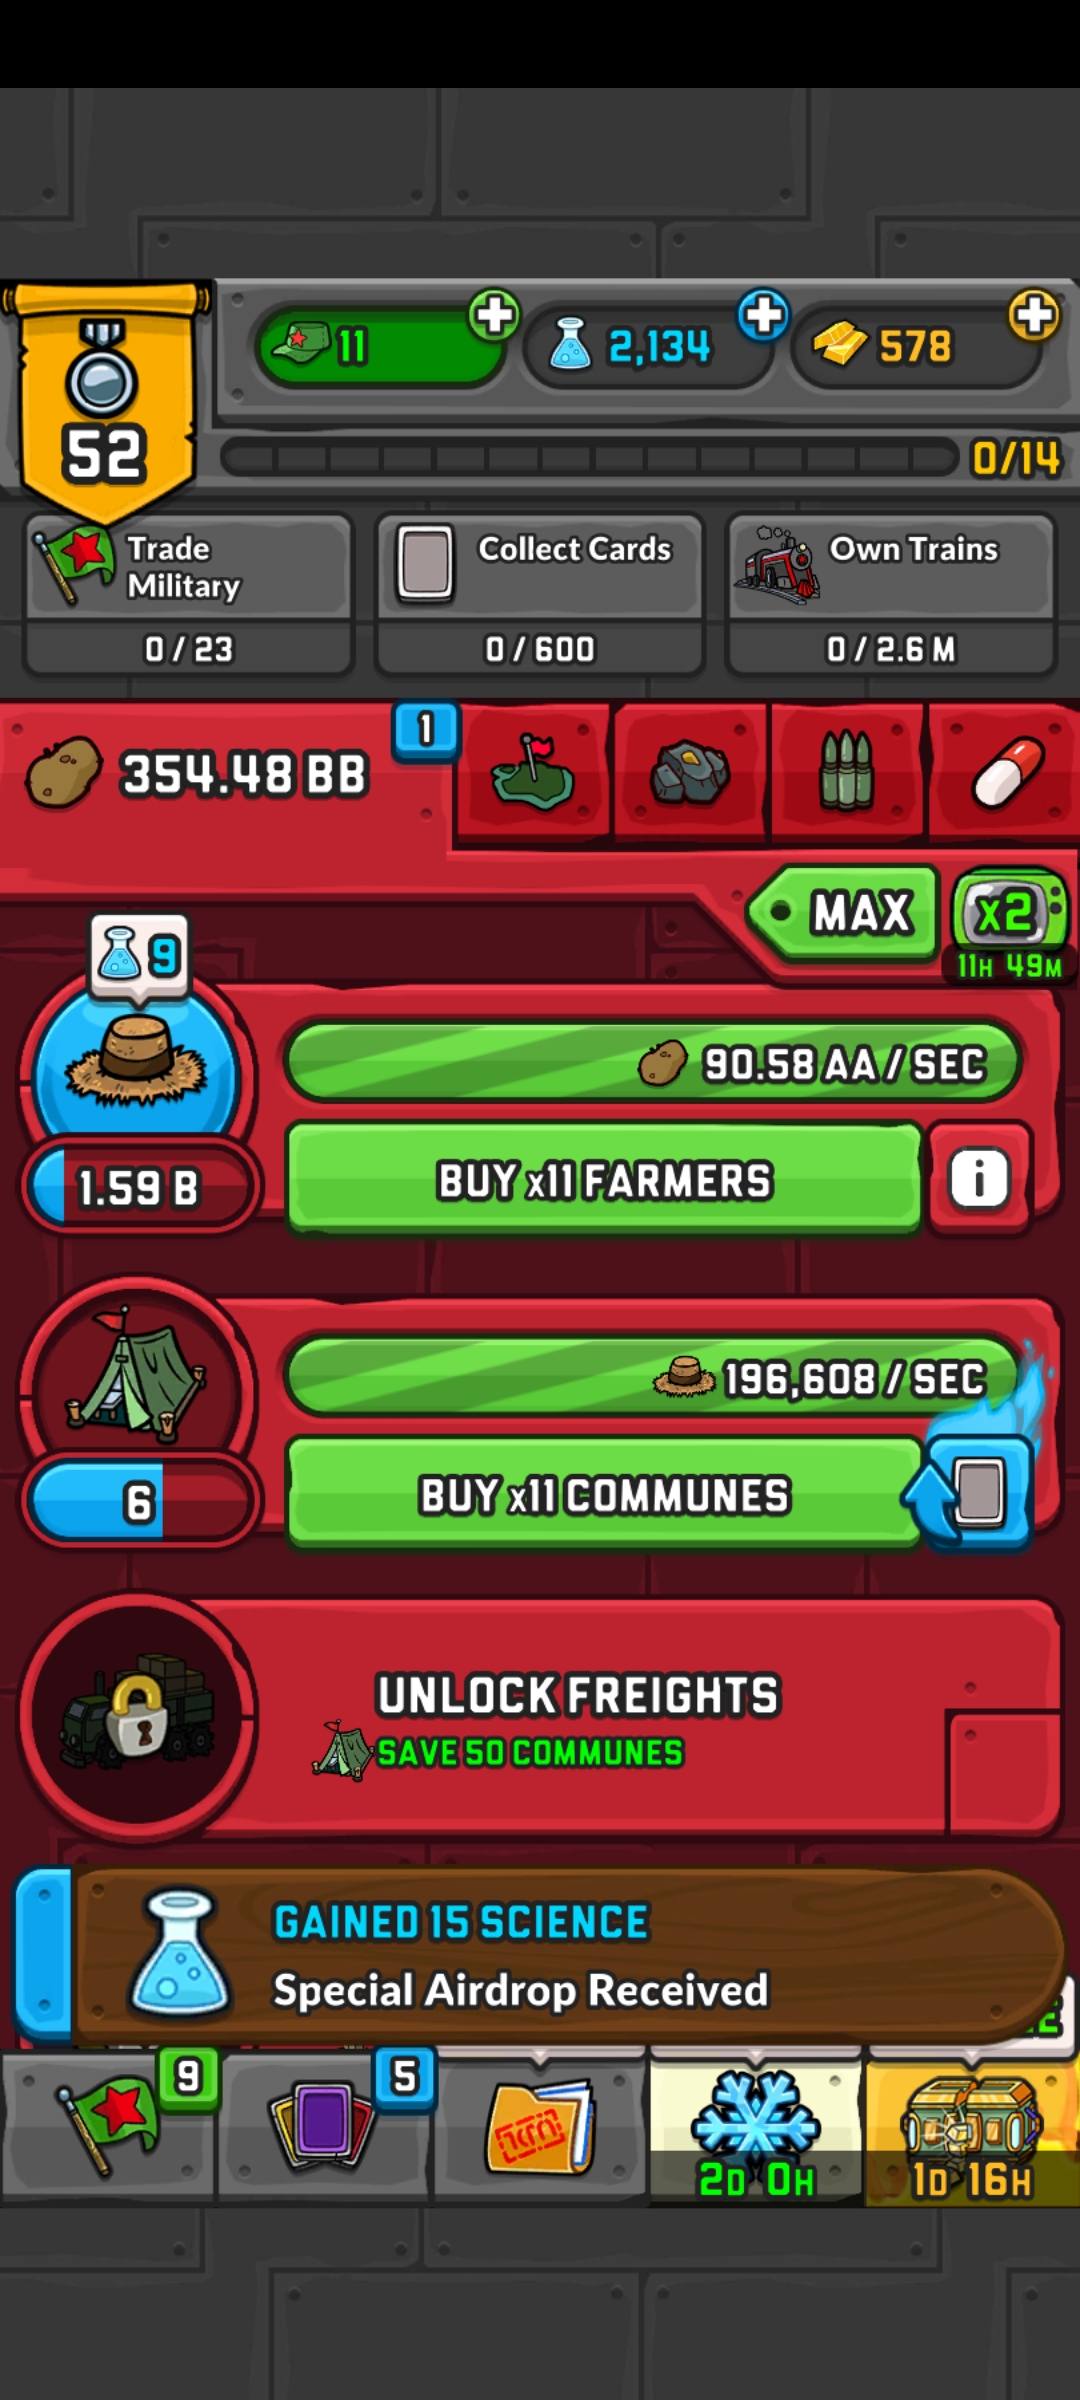 11
2,134
578
52
0/14
Trade
Military
Collect Cards
Own Trains
0 / 23
0 / 600
0 / 2.6 M
354.48 BB
1
MAX
x2
11H 49M
9
90.58 AA / SEC
1.59 B
BUY x11 FARMERS
i
196,608 / SEC
6
BUY x11 COMMUNES
UNLOCK FREIGHTS
SAVE 50 COMMUNES
GAINED 15 SCIENCE
Special Airdrop Received
9
5
2D 0H
1D 16H